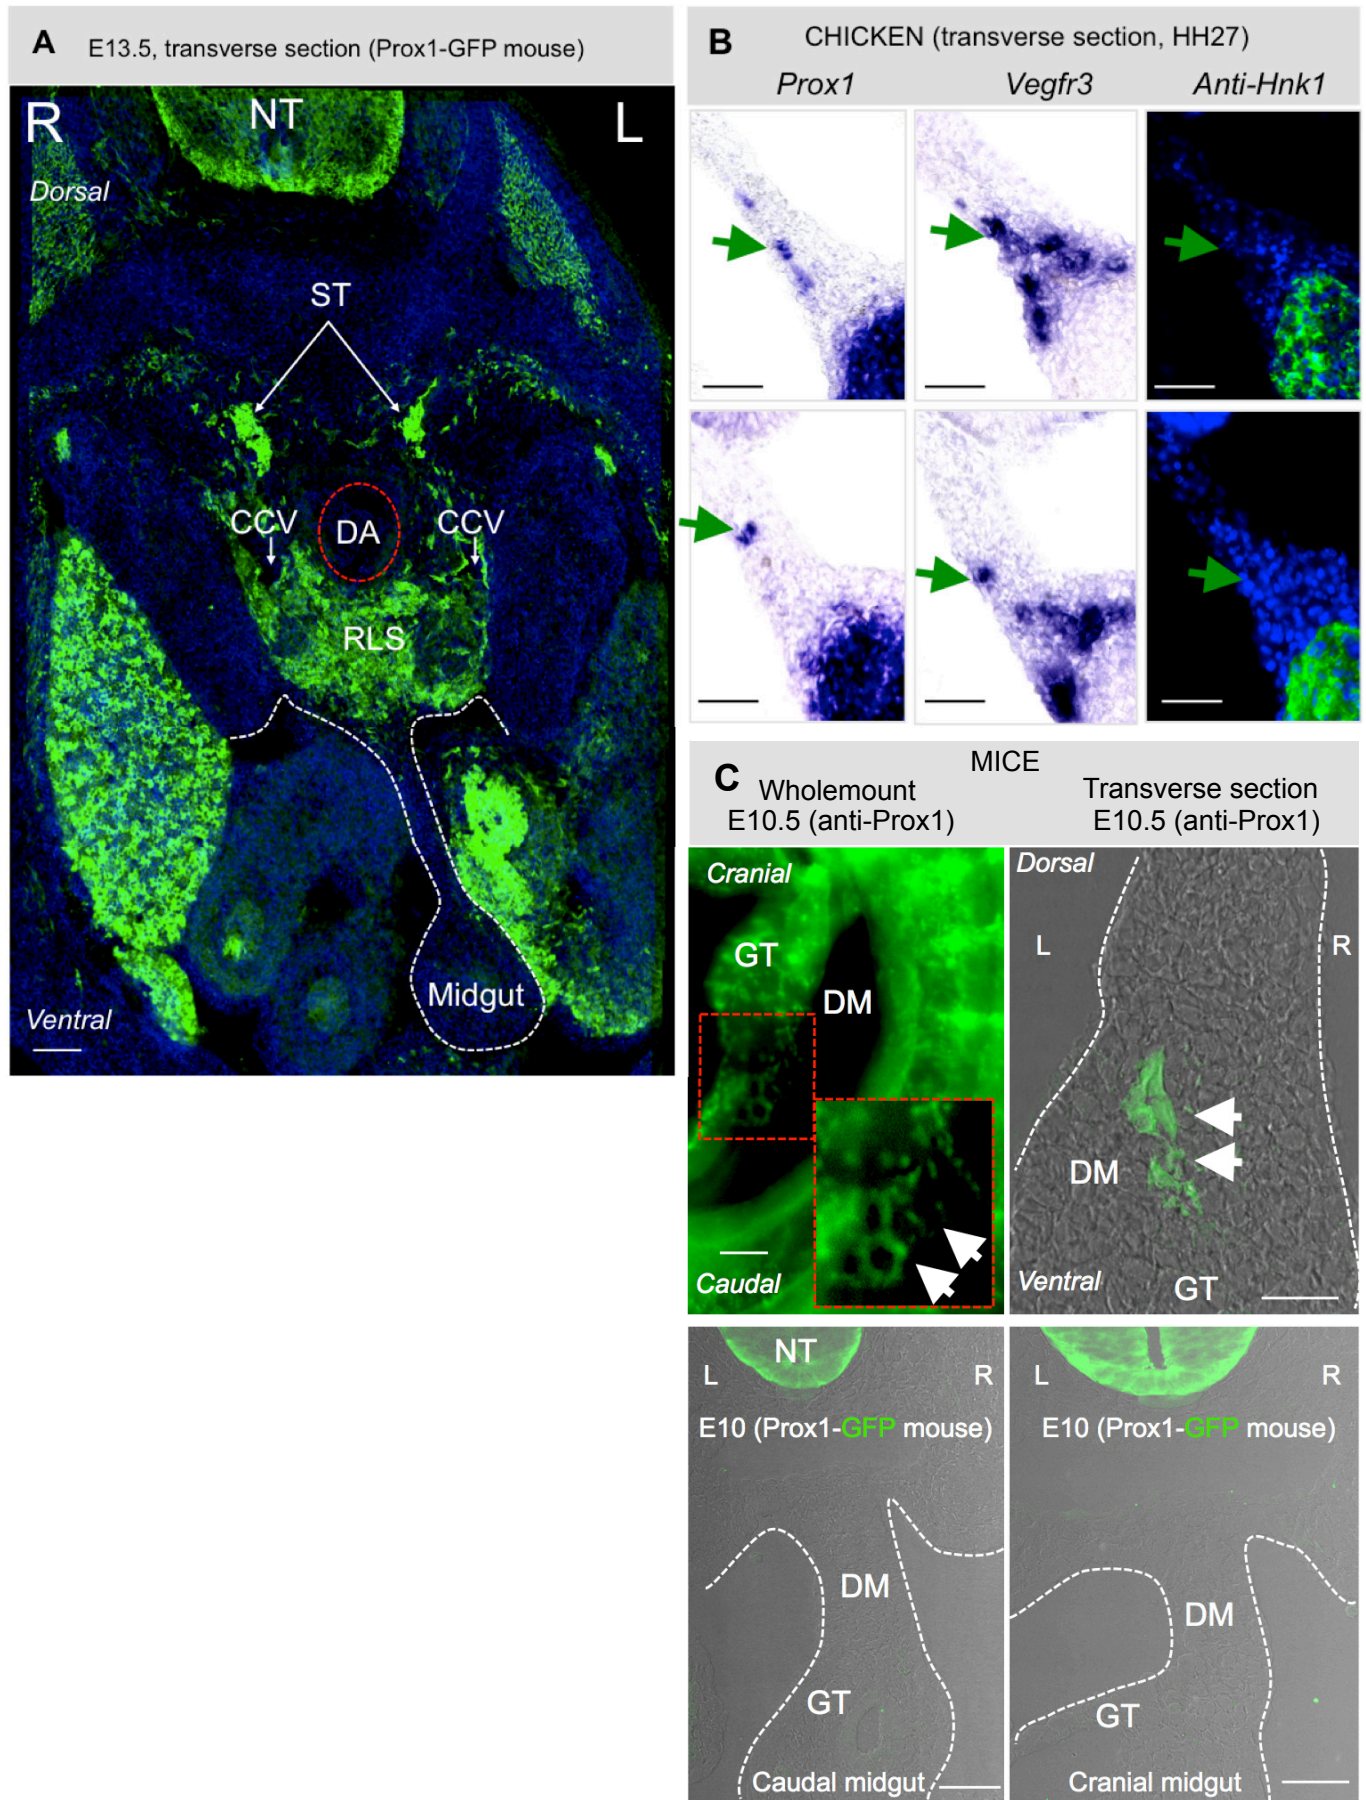 A E13.5, transverse section (Prox1-GFP mouse)
R
NT
L
Dorsal
ST
CCV
DA
CCV
RLS
Midgut
Ventral
B CHICKEN (transverse section, HH27)
Prox1 Vegfr3 Anti-Hnk1
C MICE
Wholemount
E10.5 (anti-Prox1)
Transverse section
E10.5 (anti-Prox1)
Cranial
GT
DM
Caudal
Dorsal
L
R
DM
Ventral
GT
NT
L
R
E10 (Prox1-GFP mouse)
DM
GT
Caudal midgut
L
R
E10 (Prox1-GFP mouse)
DM
GT
Cranial midgut